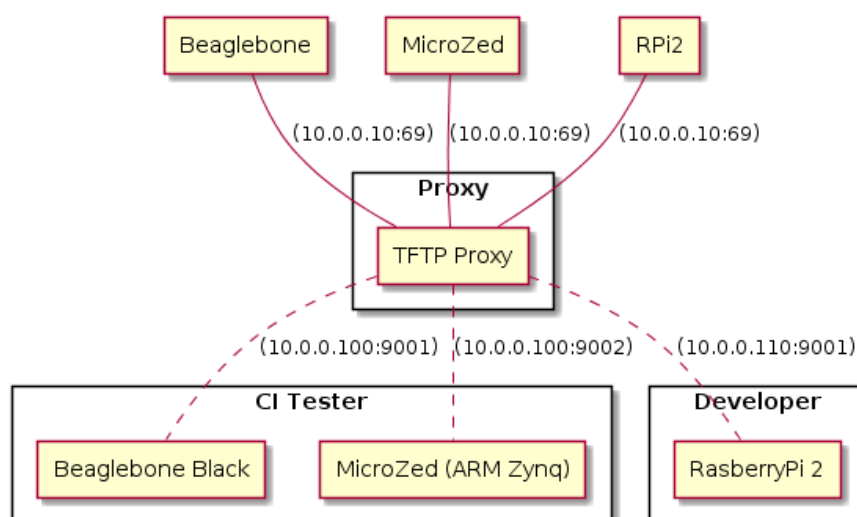 Beaglebone
MicroZed
RPi2
(10.0.0.10:69)
(10.0.0.10:69)
(10.0.0.10:69)
Proxy
TFTP Proxy
(10.0.0.100:9001)
(10.0.0.100:9002)
(10.0.0.110:9001)
CI Tester
Developer
Beaglebone Black
MicroZed (ARM Zynq)
RasberryPi 2